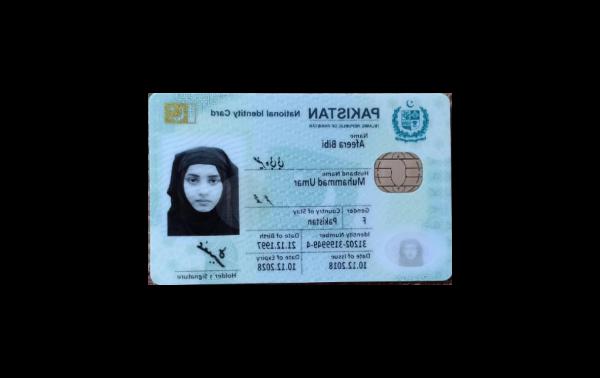 PAKISTAN National Identity Card
ISLAMIC REPUBLIC OF PAKISTAN
Name
Afeera Bibi
Husband Name
Muhammad Umar
Gender Country of Stay
F Pakistan
Identity Number Date of Birth
31202-3199949-4 21.12.1997
Date of Issue Date of Expiry
10.12.2018 10.12.2028
Holder's Signature